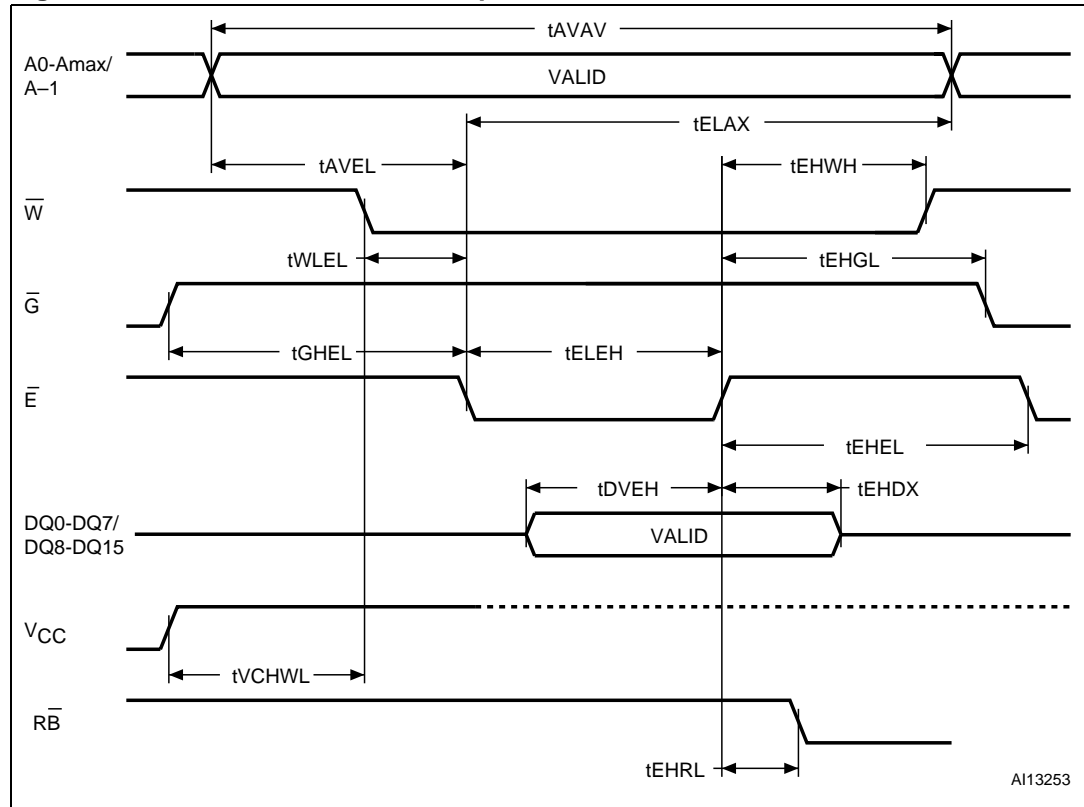 tAVAV
A0-Amax/
A–1
VALID
tELAX
tAVEL
tEHWH
W̅
tWLEL
tEHGL
G̅
tGHEL
tELEH
E̅
tEHEL
tDVEH
tEHDX
DQ0-DQ7/
DQ8-DQ15
VALID
VCC
tVCHWL
RB̅
tEHRL
AI13253